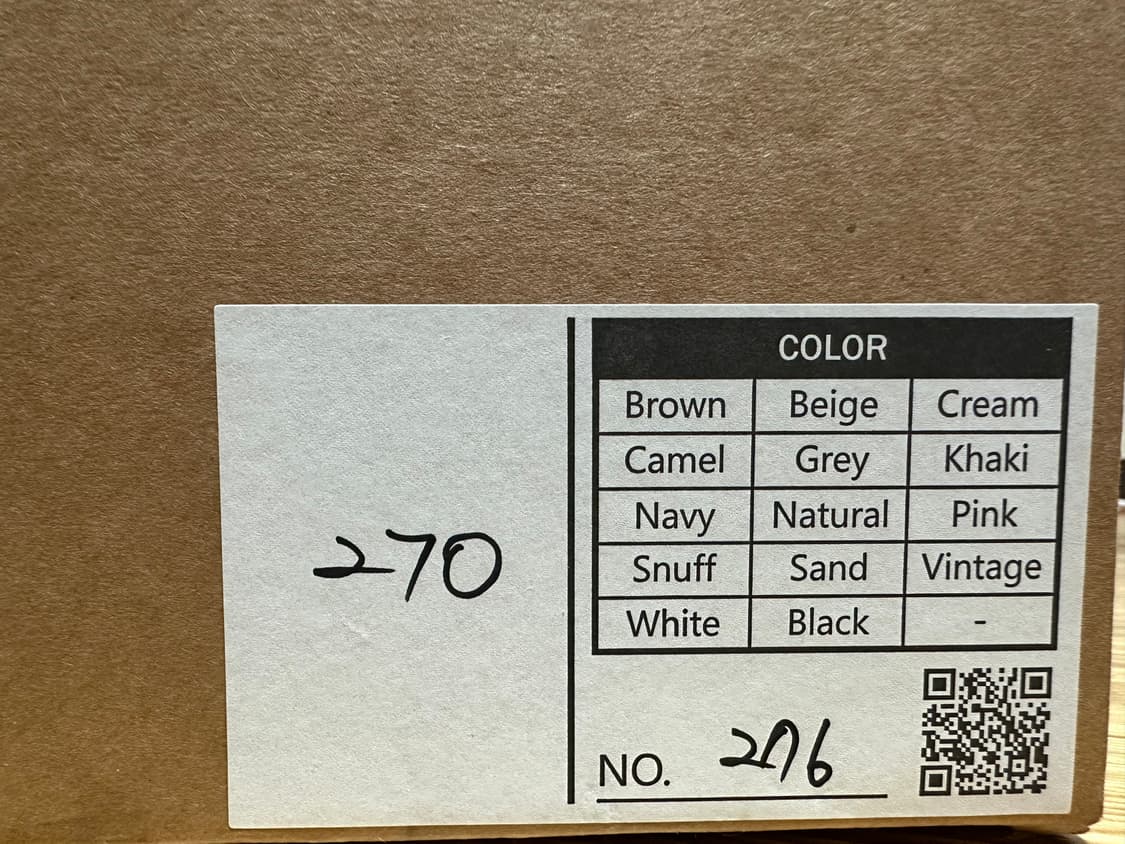 270
COLOR
Brown Beige Cream
Camel Grey Khaki
Navy Natural Pink
Snuff Sand Vintage
White Black -
NO. 276